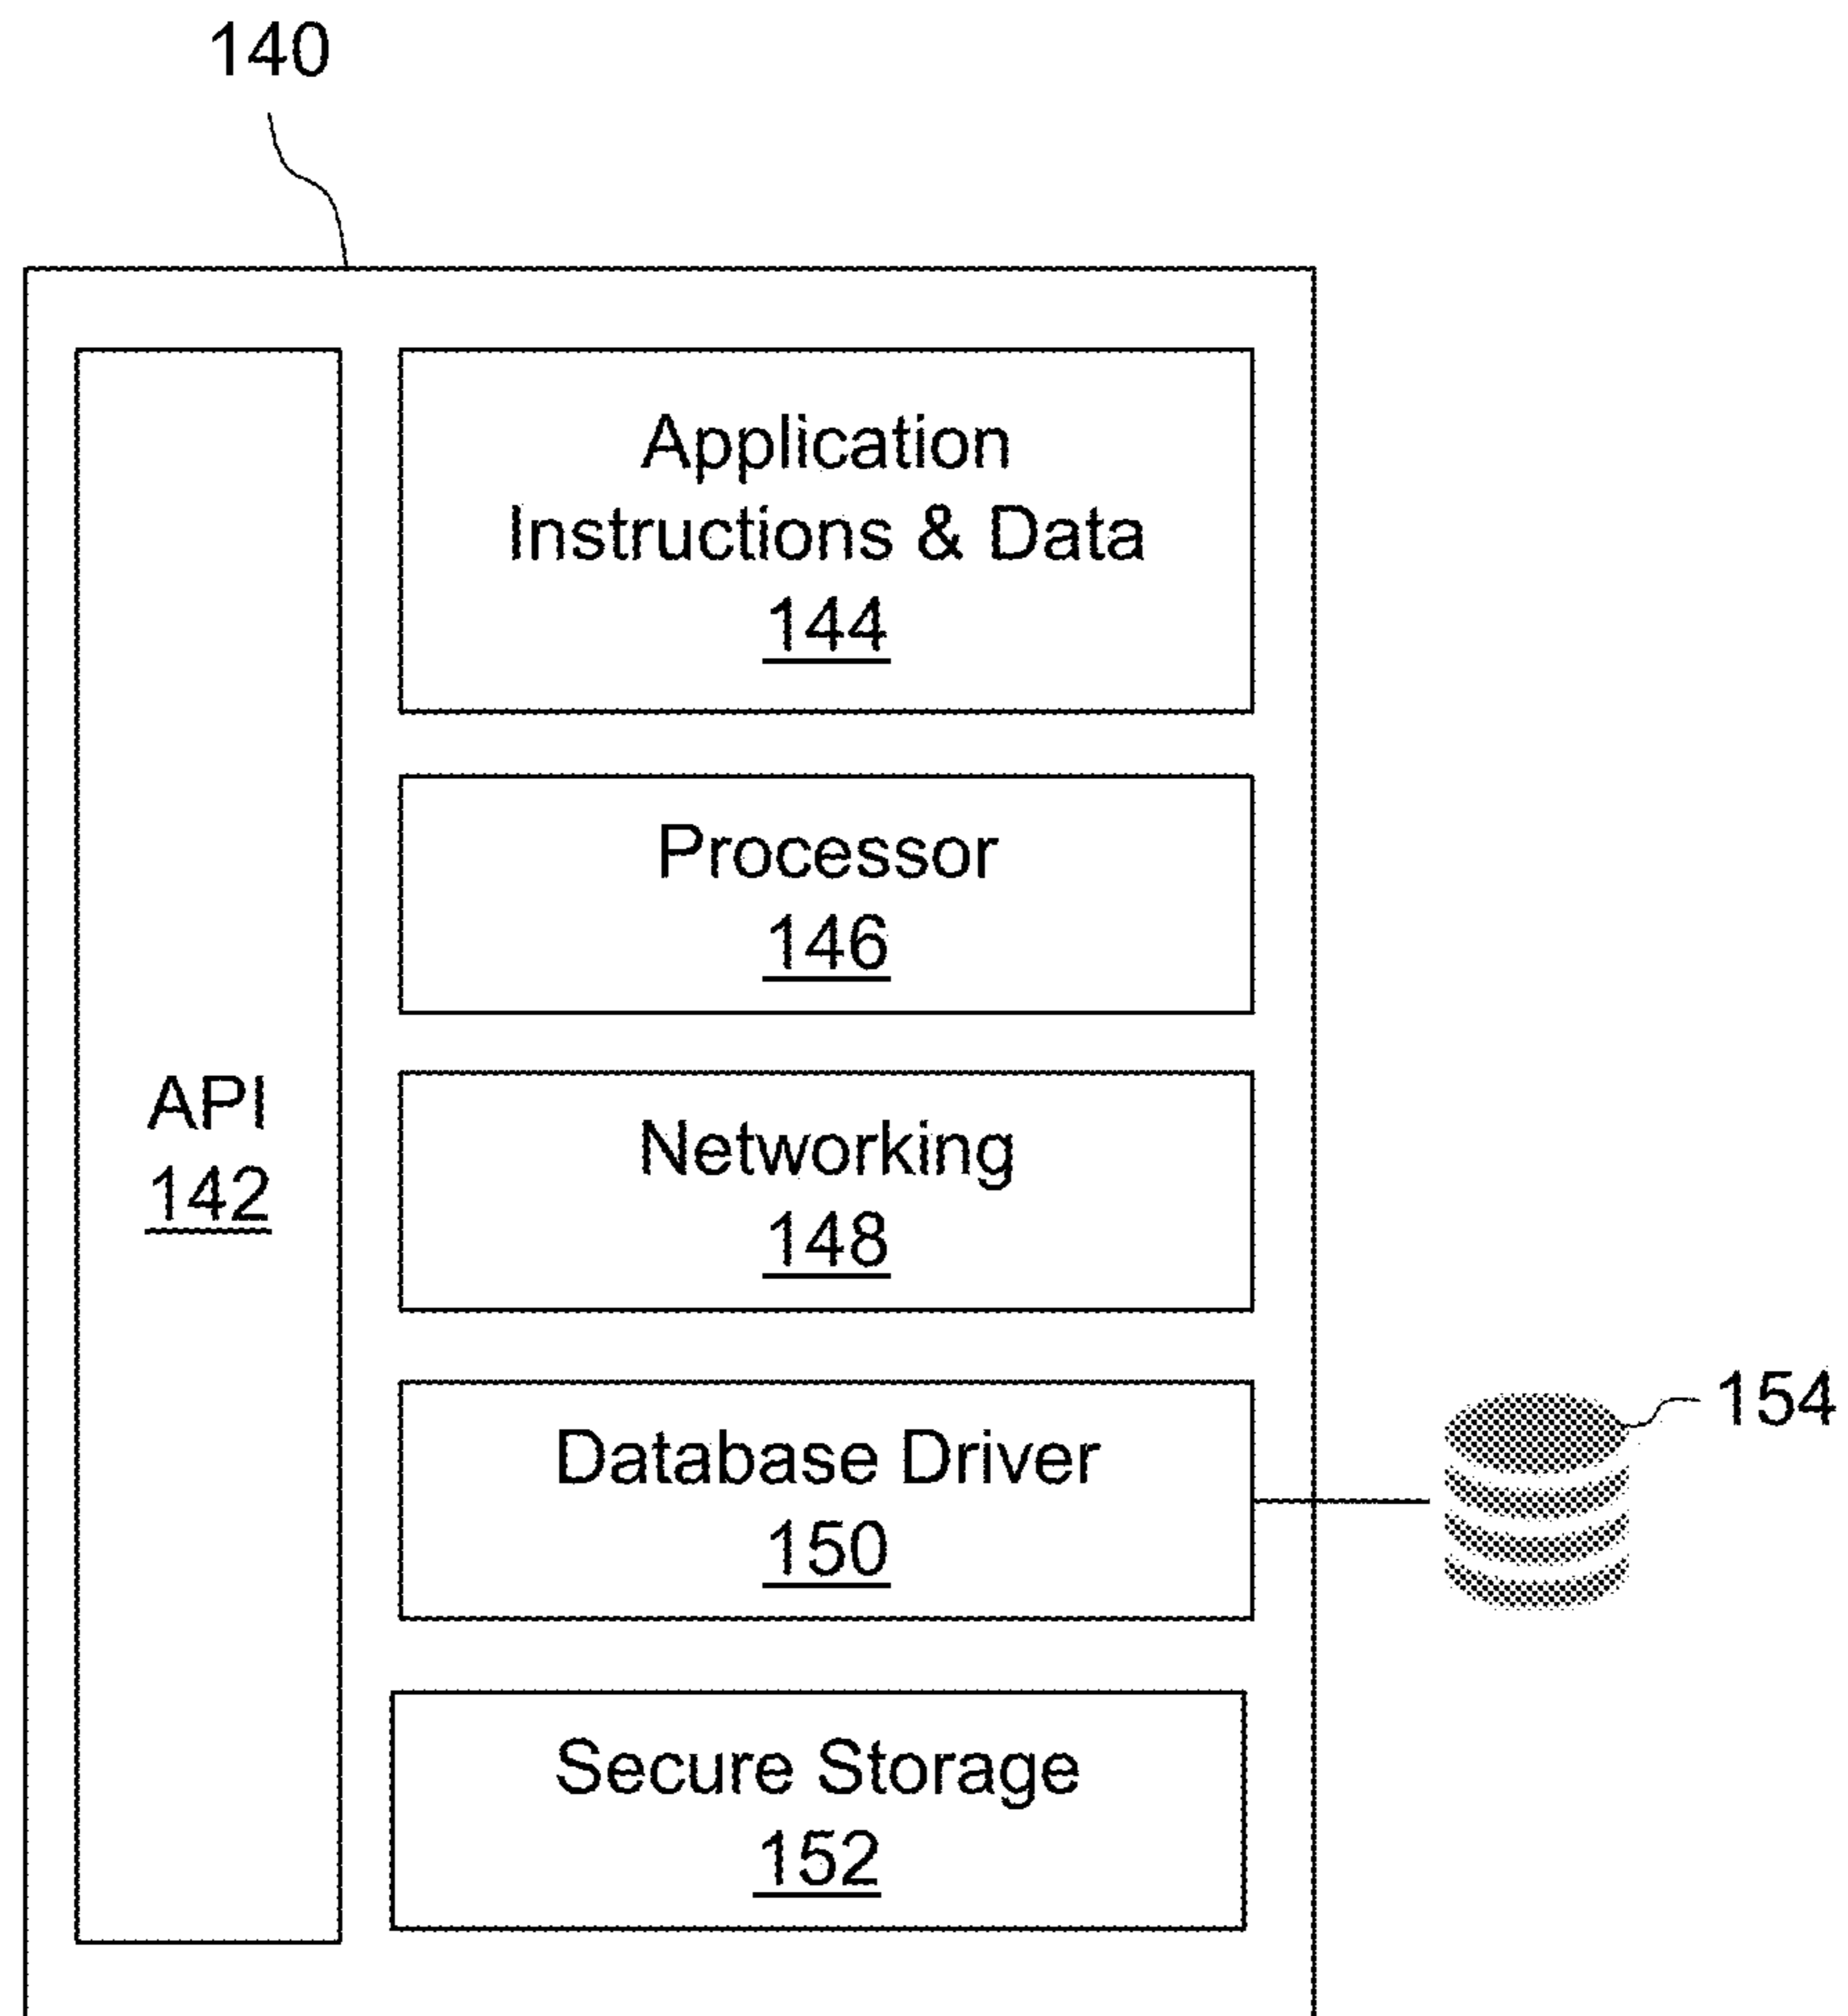 140
Application
Instructions & Data
144
Processor
146
API
142
Networking
148
Database Driver
150
154
Secure Storage
152